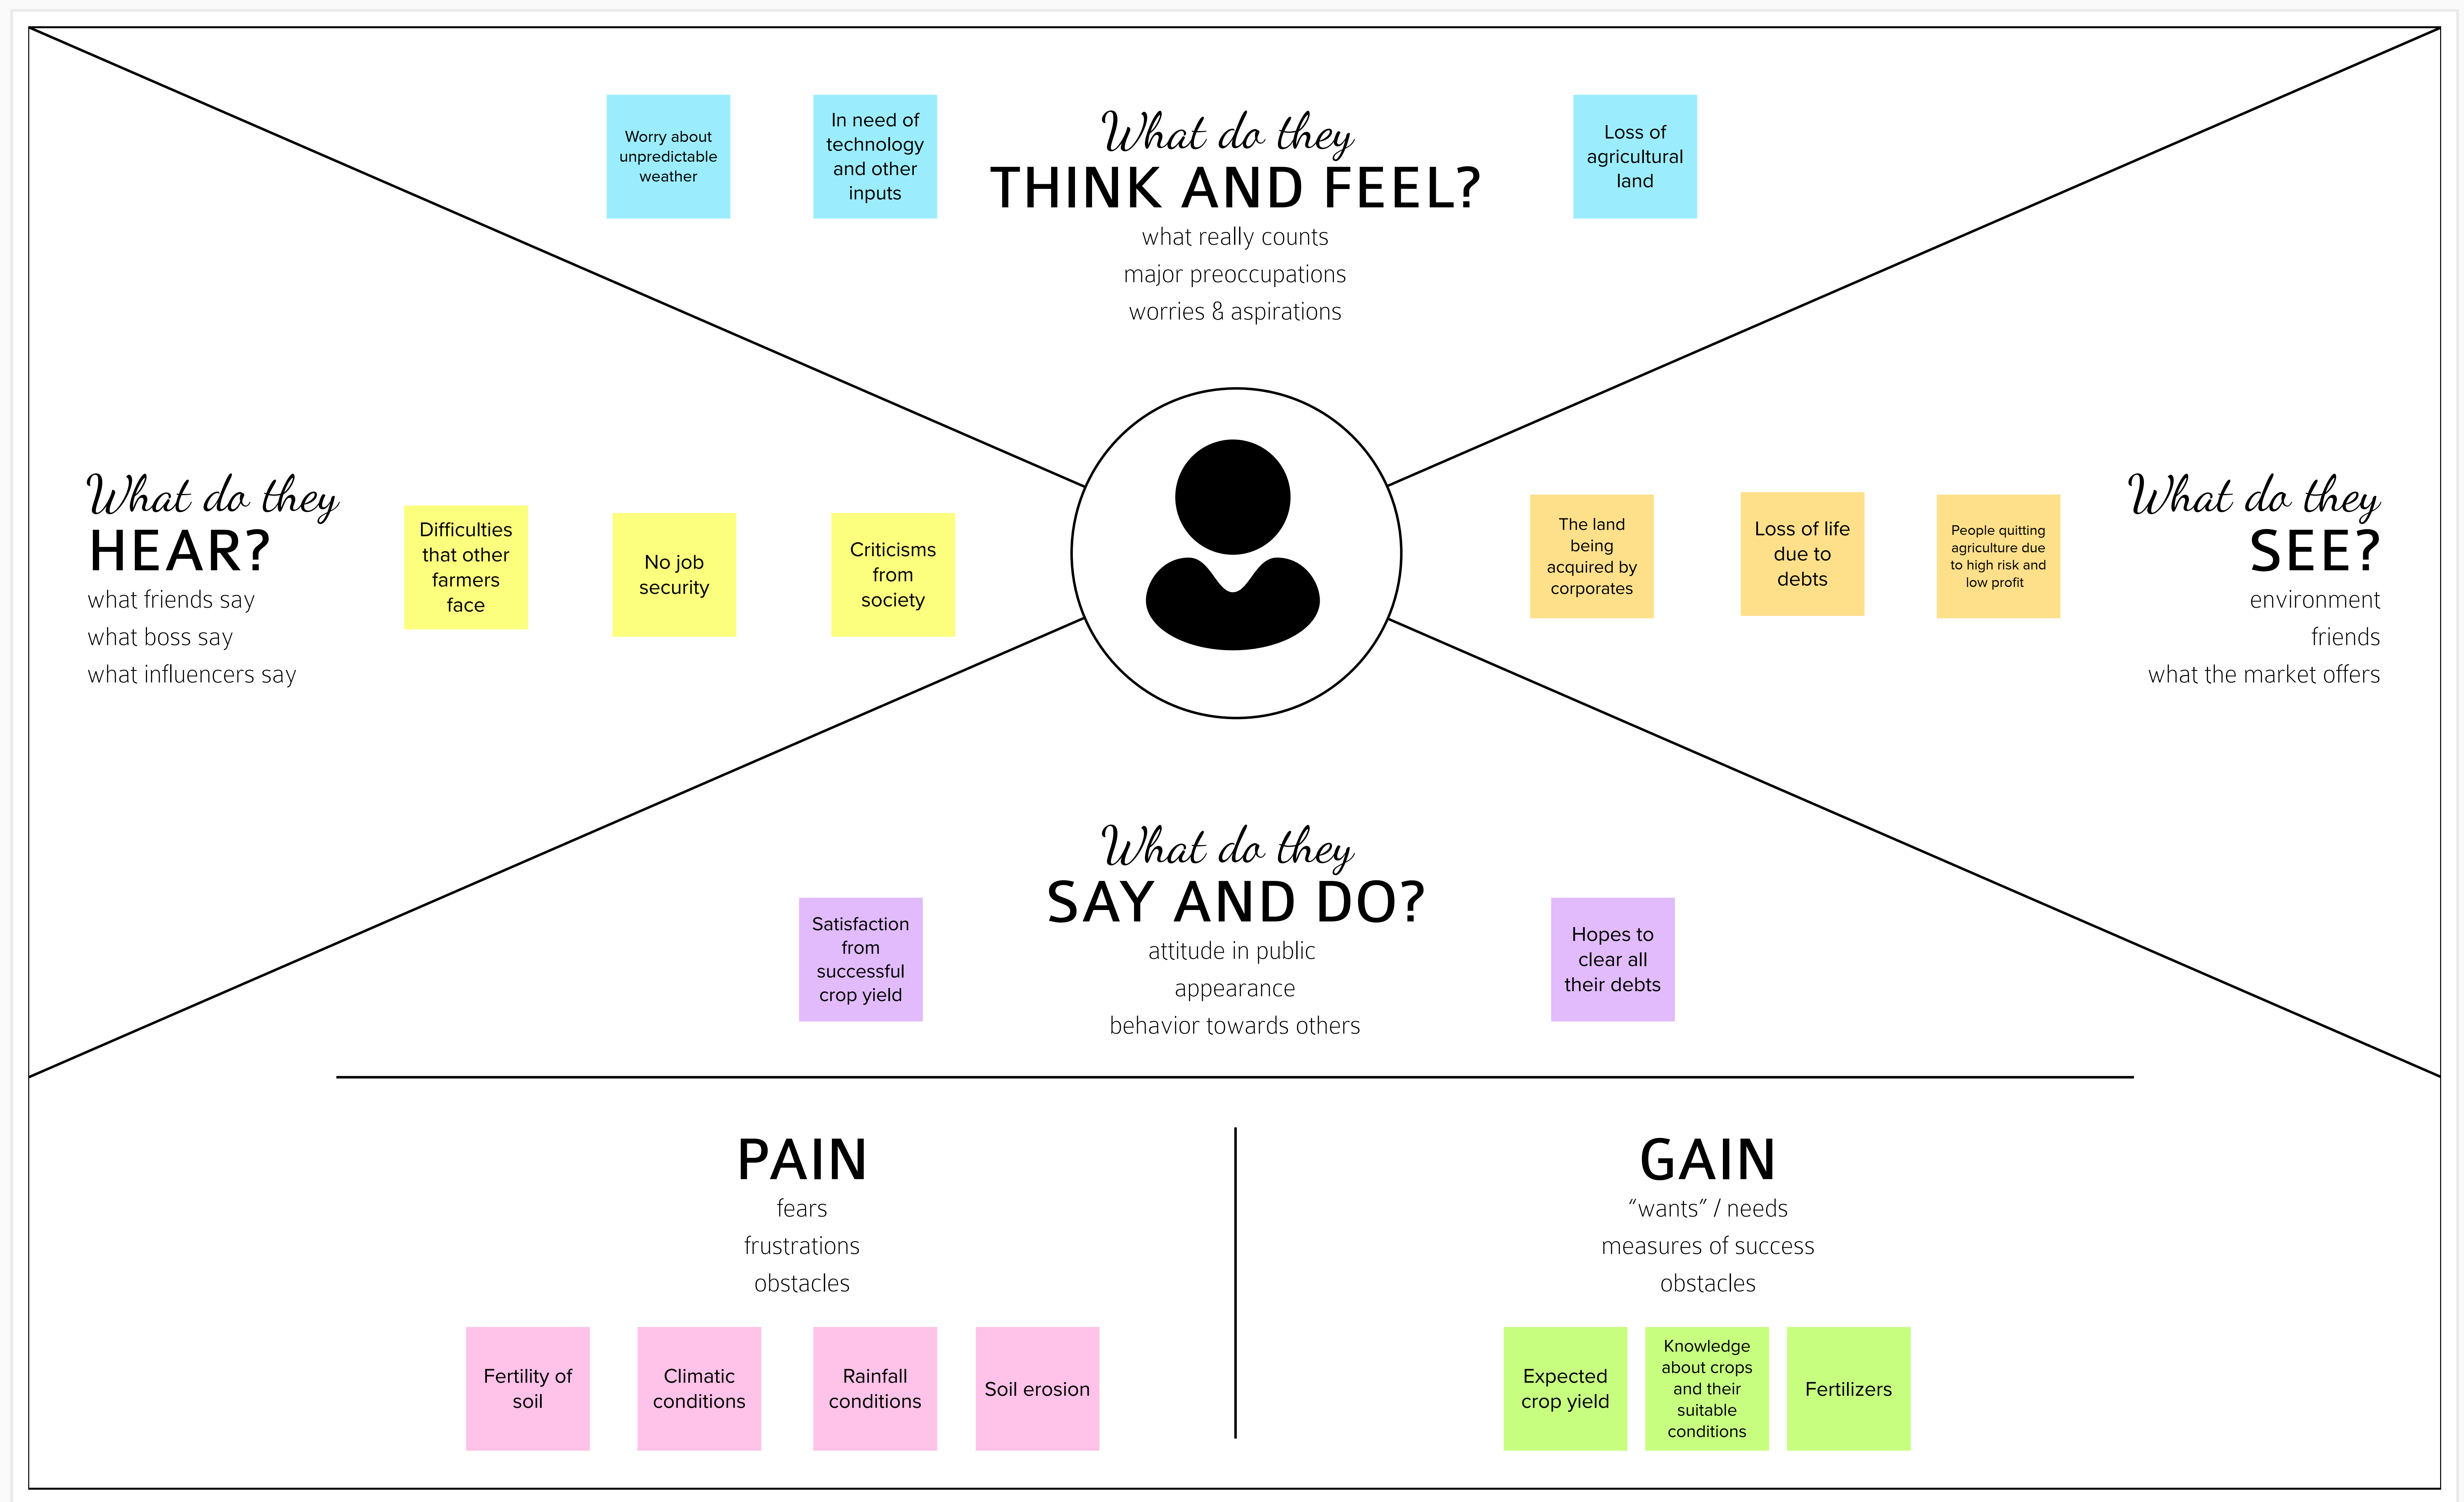 Worry about
unpredictable
weather
In need of
technology
and other
inputs
What do they
THINK AND FEEL?
what really counts
major preoccupations
worries & aspirations
Loss of
agricultural
land
What do they
HEAR?
what friends say
what boss say
what influencers say
Difficulties
that other
farmers
face
No job
security
Criticisms
from
society
The land
being
acquired by
corporates
Loss of life
due to
debts
People quitting
agriculture due
to high risk and
low profit
What do they
SEE?
environment
friends
what the market offers
Satisfaction
from
successful
crop yield
What do they
SAY AND DO?
attitude in public
appearance
behavior towards others
Hopes to
clear all
their debts
PAIN
fears
frustrations
obstacles
Fertility of
soil
Climatic
conditions
Rainfall
conditions
Soil erosion
GAIN
“wants” / needs
measures of success
obstacles
Expected
crop yield
Knowledge
about crops
and their
suitable
conditions
Fertilizers